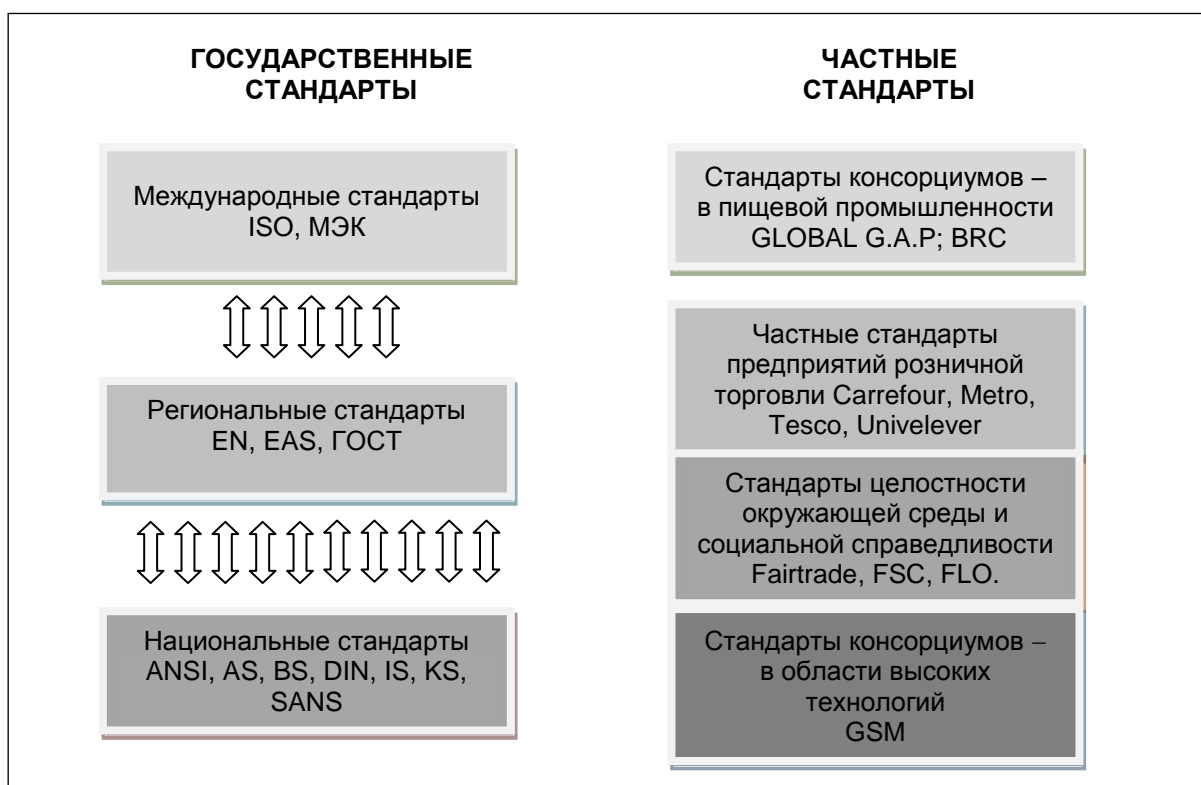 ГОСУДАРСТВЕННЫЕ
СТАНДАРТЫ
Международные стандарты
ISO, МЭК
Региональные стандарты
EN, EAS, ГОСТ
Национальные стандарты
ANSI, AS, BS, DIN, IS, KS,
SANS
ЧАСТНЫЕ
СТАНДАРТЫ
Стандарты консорциумов –
в пищевой промышленности
GLOBAL G.A.P; BRC
Частные стандарты
предприятий розничной
торговли Carrefour, Metro,
Tesco, Univelever
Стандарты целостности
окружающей среды и
социальной справедливости
Fairtrade, FSC, FLO.
Стандарты консорциумов –
в области высоких
технологий
GSM